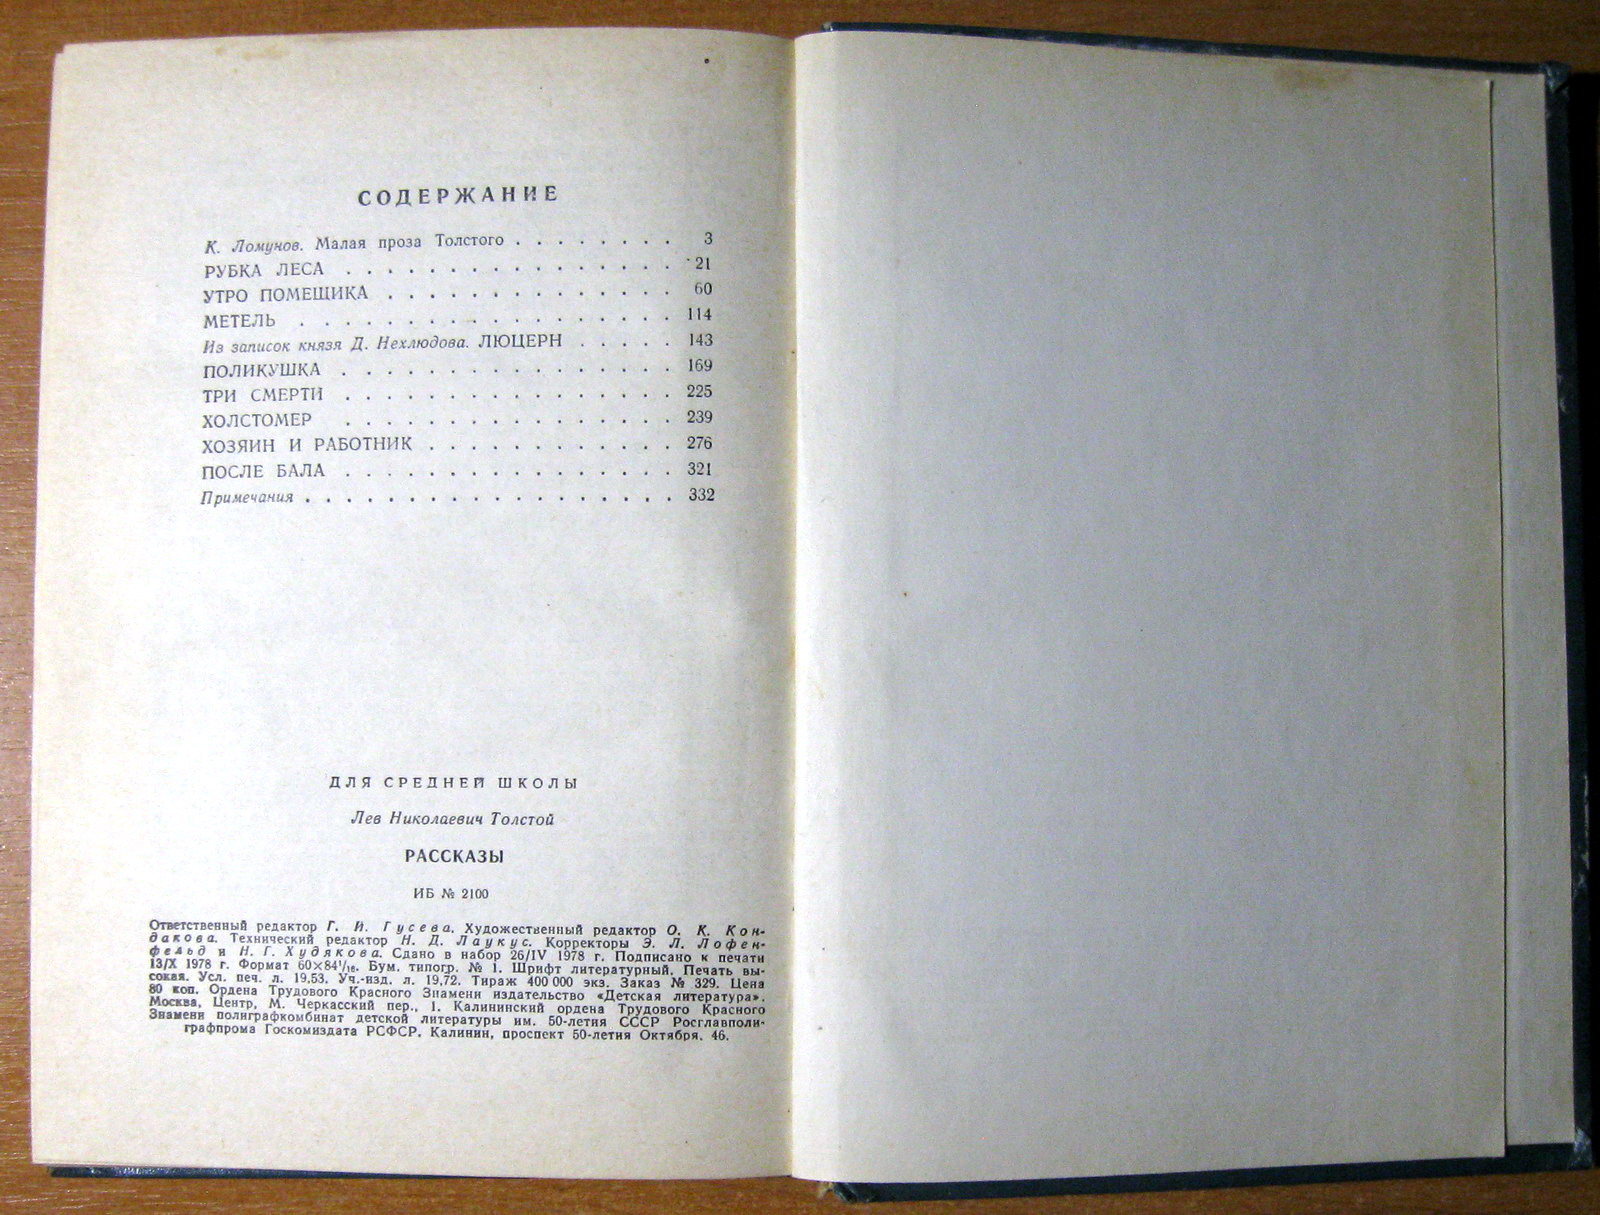 СОДЕРЖАНИЕ
К. Ломунов. Малая проза Толстого . . . . . . . . 3
РУБКА ЛЕСА . . . . . . . . . . . . . 21
УТРО ПОМЕЩИКА . . . . . . . . . . . 60
МЕТЕЛЬ . . . . . . . . . . . . . . 114
Из записок князя Д. Нехлюдова. ЛЮЦЕРН . . . . . 143
ПОЛИКУШКА . . . . . . . . . . . . . 169
ТРИ СМЕРТИ . . . . . . . . . . . . . 225
ХОЛСТОМЕР . . . . . . . . . . . . . 239
ХОЗЯИН И РАБОТНИК . . . . . . . . . . 276
ПОСЛЕ БАЛА . . . . . . . . . . . . . 321
Примечания . . . . . . . . . . . . . . 332
ДЛЯ СРЕДНЕЙ ШКОЛЫ
Лев Николаевич Толстой
РАССКАЗЫ
ИБ № 2100
Ответственный редактор Г. И. Гусева. Художественный редактор О. К. Кон-
дакова. Технический редактор Н. Д. Лаукус. Корректоры Э. Л. Лофен-
фельд и Н. Г. Худякова. Сдано в набор 26/IV 1978 г. Подписано к печати
13/X 1978 г. Формат 60×84¹/₁₆. Бум. типогр. № 1. Шрифт литературный. Печать вы-
сокая. Усл. печ. л. 19,53. Уч.-изд. л. 19,72. Тираж 400 000 экз. Заказ № 329. Цена
80 коп. Ордена Трудового Красного Знамени издательство «Детская литература».
Москва, Центр, М. Черкасский пер., 1. Калининский ордена Трудового Красного
Знамени полиграфкомбинат детской литературы им. 50-летия СССР Росглавполи-
графпрома Госкомиздата РСФСР. Калинин, проспект 50-летия Октября, 46.